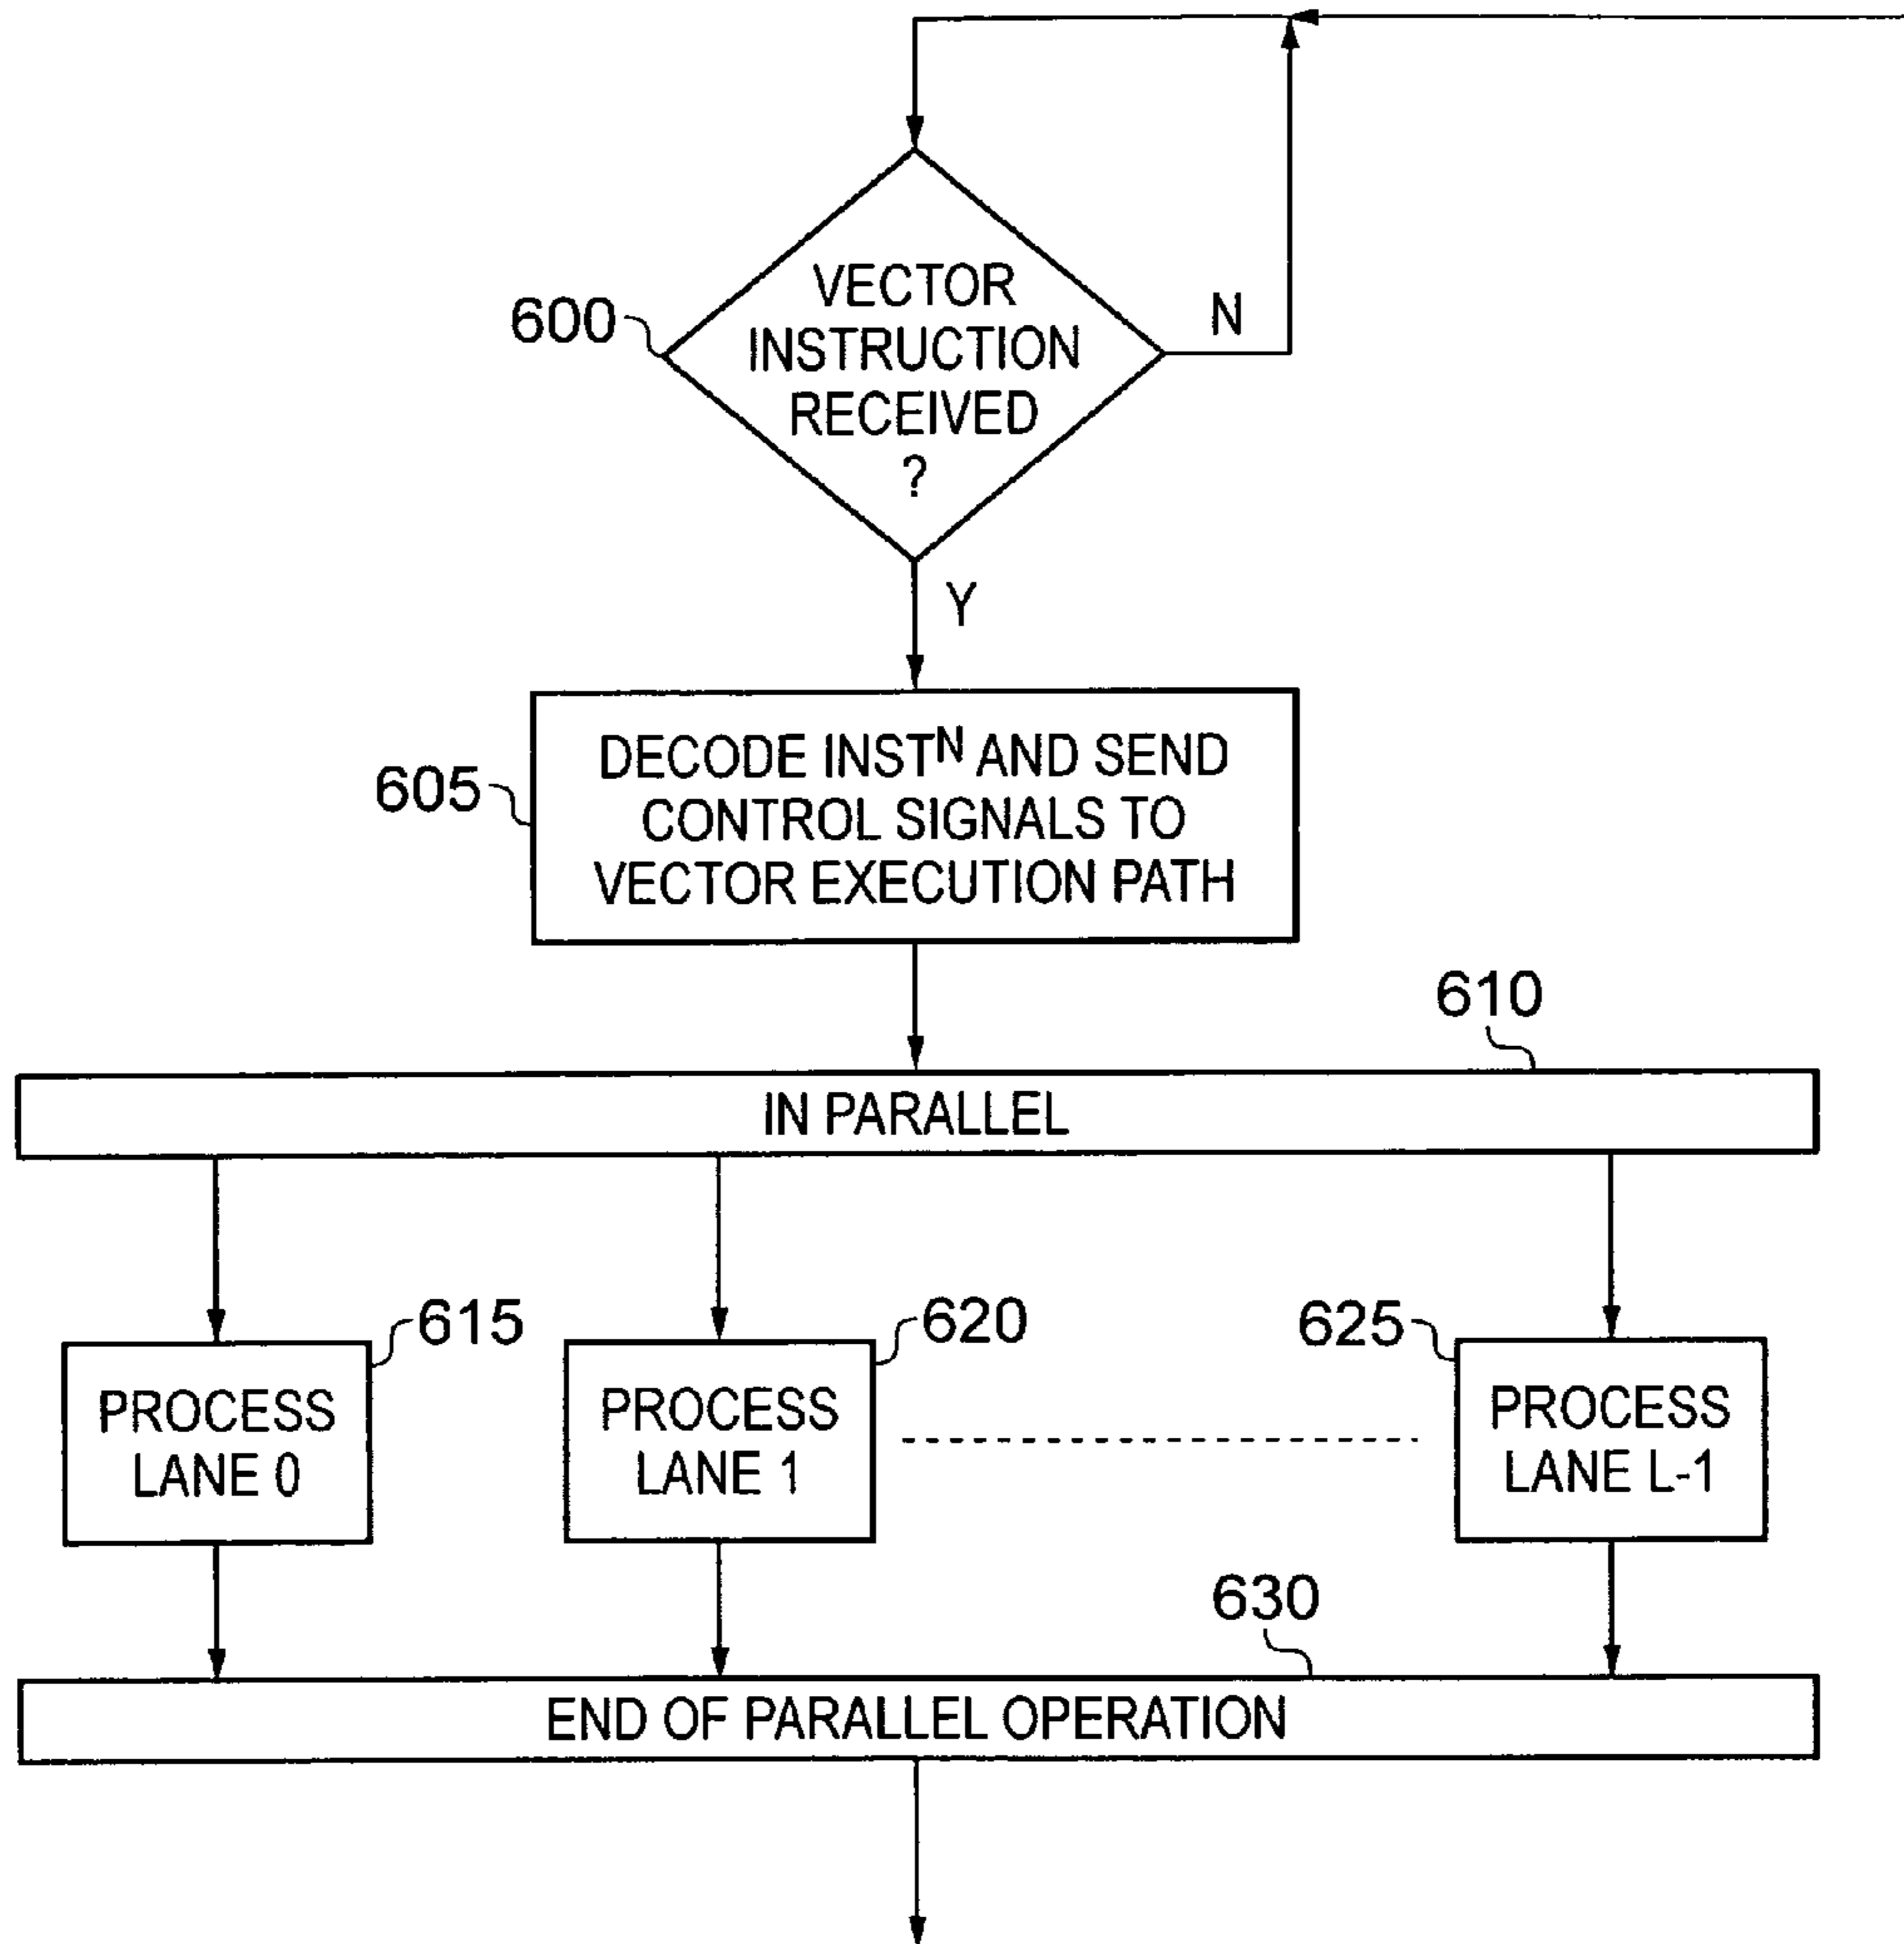 VECTOR
INSTRUCTION
RECEIVED
?
600
N
Y
605
DECODE INSTᴺ AND SEND
CONTROL SIGNALS TO
VECTOR EXECUTION PATH
610
IN PARALLEL
615
PROCESS
LANE 0
620
PROCESS
LANE 1
625
PROCESS
LANE L-1
630
END OF PARALLEL OPERATION